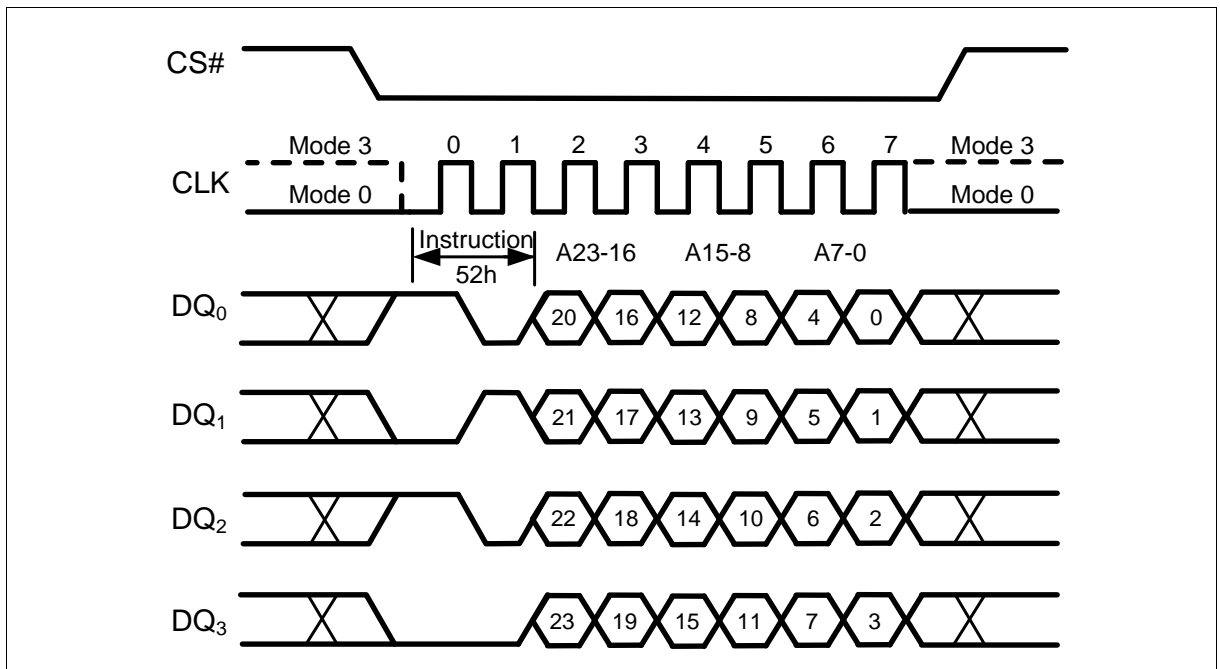 CS#
0 1 2 3 4 5 6 7
Mode 3 Mode 3
CLK
Mode 0 Mode 0
Instruction
52h
A23-16 A15-8 A7-0
DQ0
20 16 12 8 4 0
DQ1
21 17 13 9 5 1
DQ2
22 18 14 10 6 2
DQ3
23 19 15 11 7 3